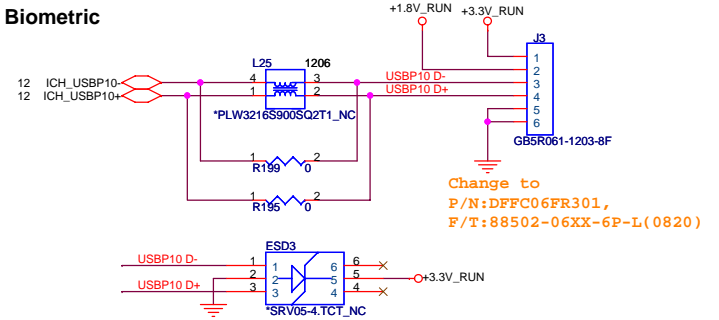 Biometric
+1.8V_RUN
+3.3V_RUN
J3
L25 1206
1
2
3
4
5
6
12 ICH_USBP10-
12 ICH_USBP10+
4 3
1 2
USBP10 D-
USBP10 D+
*PLW3216S900SQ2T1_NC
GB5R061-1203-8F
1 2
R199 0
1 2
R195 0
Change to
P/N:DFFC06FR301,
F/T:88502-06XX-6P-L(0820)
ESD3
USBP10 D- 1 1 6 6
2 2 5 5 +3.3V_RUN
USBP10 D+ 3 3 4 4
*SRV05-4.TCT_NC